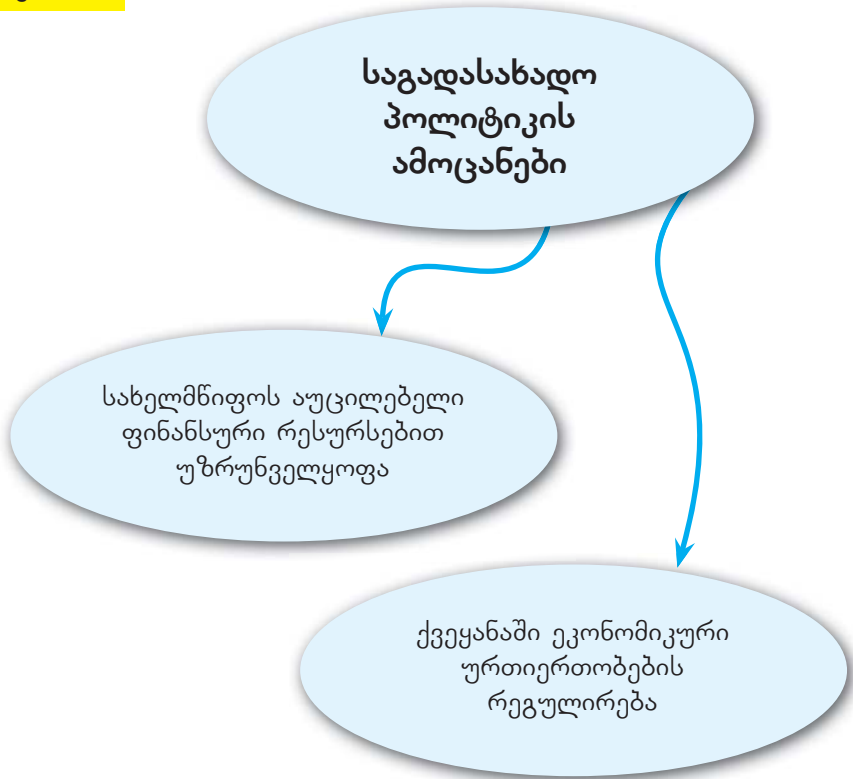 საგადასახადო
პოლიტიკის
ამოცანები
სახელმწიფოს აუცილებელი
ფინანსური რესურსებით
უზრუნველყოფა
ქვეყანაში ეკონომიკური
ურთიერთობების
რეგულირება